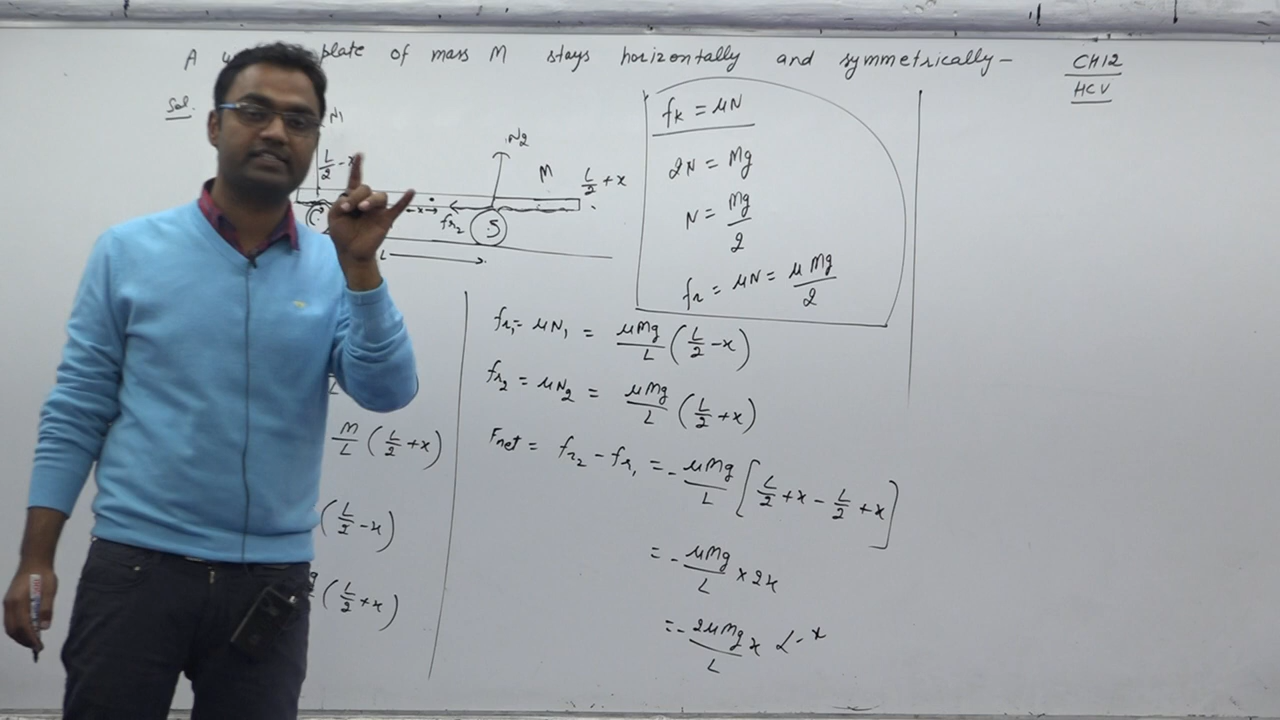 A plate of mass M stays horizontally and symmetrically –
CH12
HCV
Sol.
N1
N2
L/2 - x
M
L/2 + x
x
fr2
S
L
fk = μN
2N = Mg
N = Mg/2
fr = μN = μMg/2
fr1 = μN1 = μMg/L (L/2 - x)
fr2 = μN2 = μMg/L (L/2 + x)
Fnet = fr2 - fr1 = - μMg/L [L/2 + x - L/2 + x]
= - μMg/L × 2x
= - 2μMg/L x ∠ - x
M/L (L/2 + x)
(L/2 - x)
(L/2 + x)